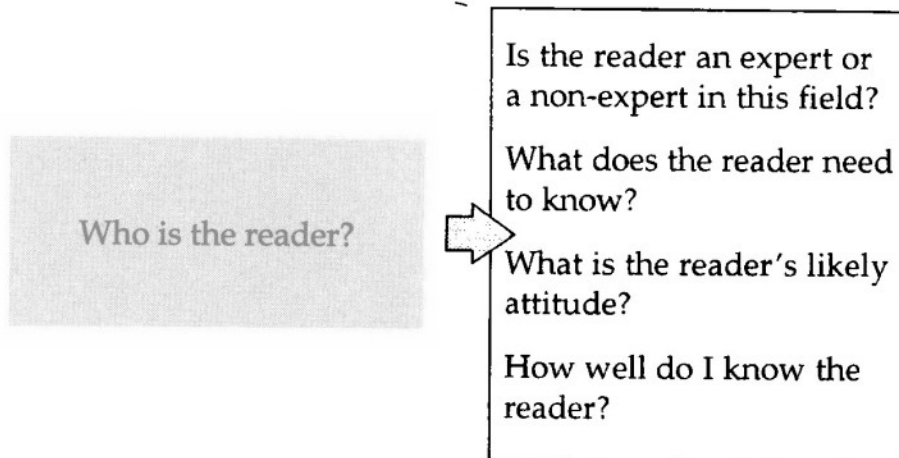 Who is the reader?
Is the reader an expert or
a non-expert in this field?
What does the reader need
to know?
What is the reader's likely
attitude?
How well do I know the
reader?